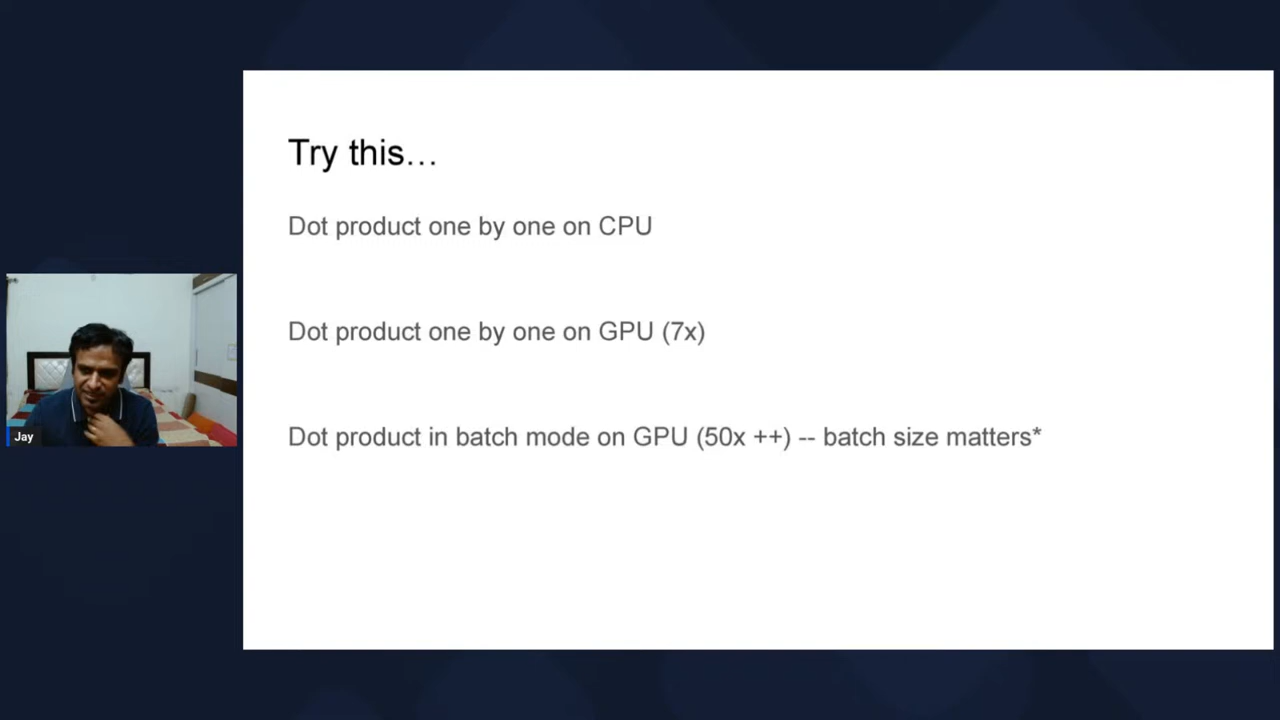 Try this…
Dot product one by one on CPU
Dot product one by one on GPU (7x)
Dot product in batch mode on GPU (50x ++) -- batch size matters*
Jay